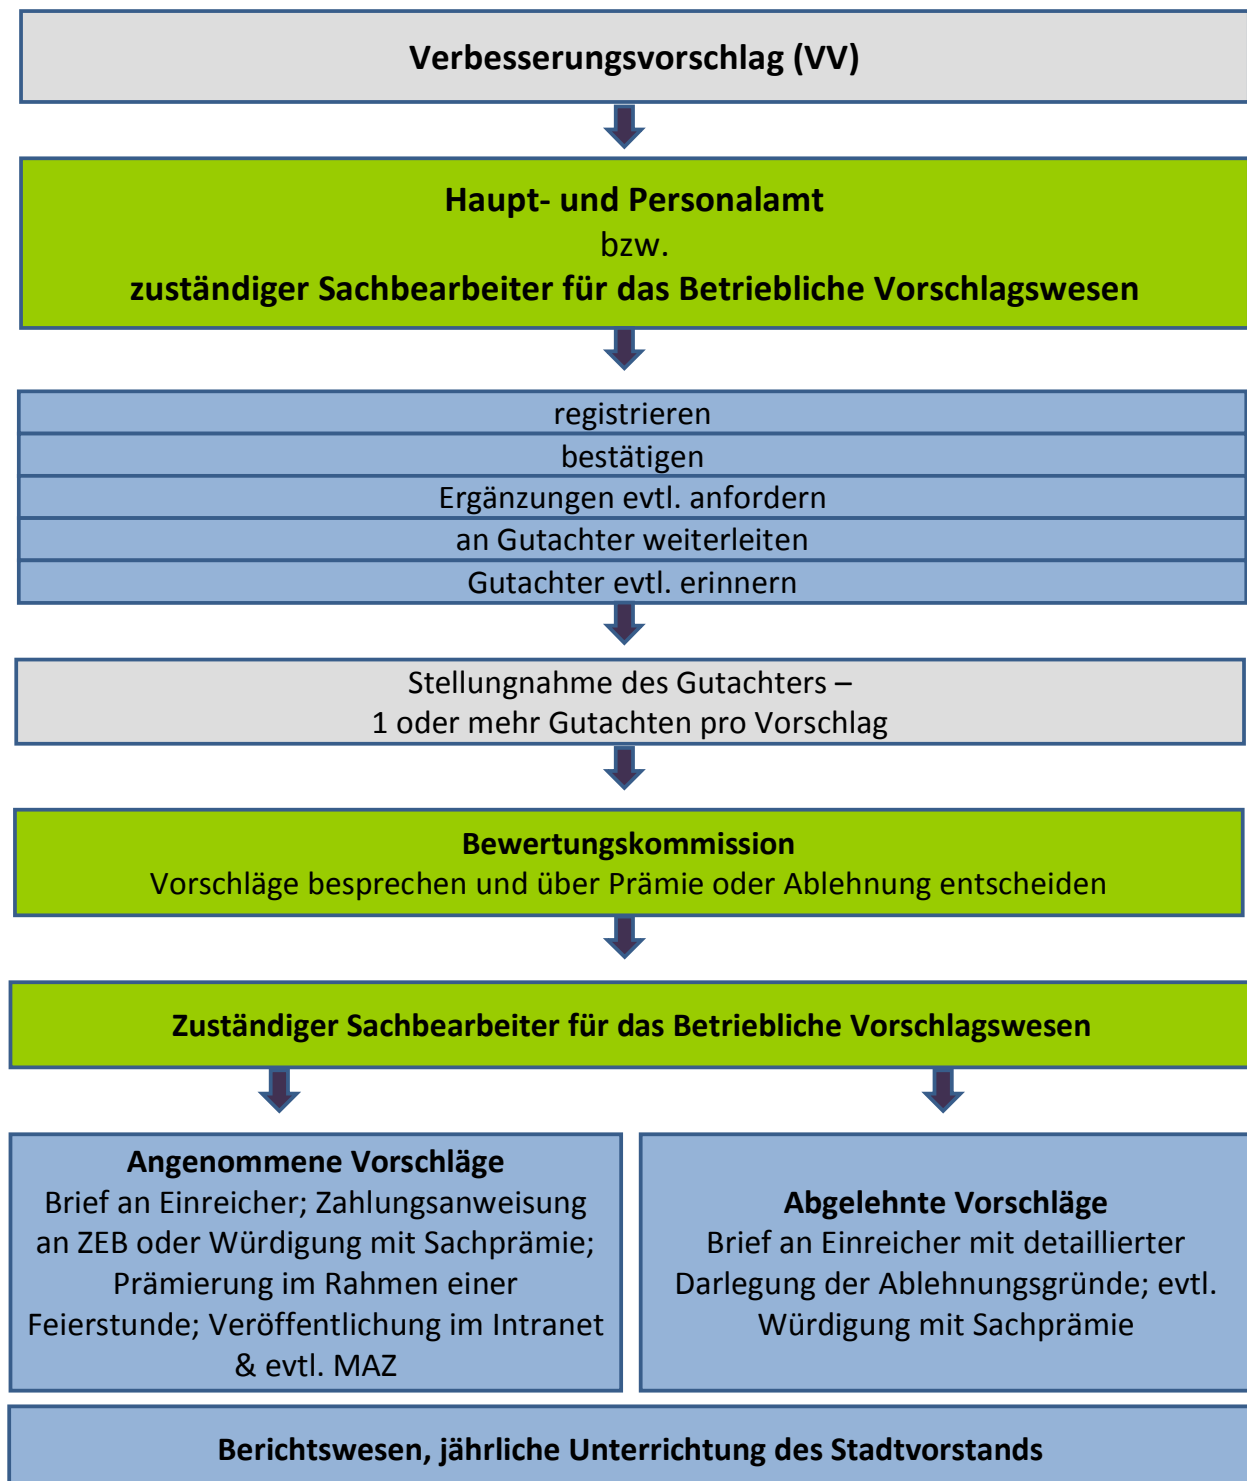 Verbesserungsvorschlag (VV)
Haupt- und Personalamt
bzw.
zuständiger Sachbearbeiter für das Betriebliche Vorschlagswesen
registrieren
bestätigen
Ergänzungen evtl. anfordern
an Gutachter weiterleiten
Gutachter evtl. erinnern
Stellungnahme des Gutachters –
1 oder mehr Gutachten pro Vorschlag
Bewertungskommission
Vorschläge besprechen und über Prämie oder Ablehnung entscheiden
Zuständiger Sachbearbeiter für das Betriebliche Vorschlagswesen
Angenommene Vorschläge
Brief an Einreicher; Zahlungsanweisung
an ZEB oder Würdigung mit Sachprämie;
Prämierung im Rahmen einer
Feierstunde; Veröffentlichung im Intranet
& evtl. MAZ
Abgelehnte Vorschläge
Brief an Einreicher mit detaillierter
Darlegung der Ablehnungsgründe; evtl.
Würdigung mit Sachprämie
Berichtswesen, jährliche Unterrichtung des Stadtvorstands